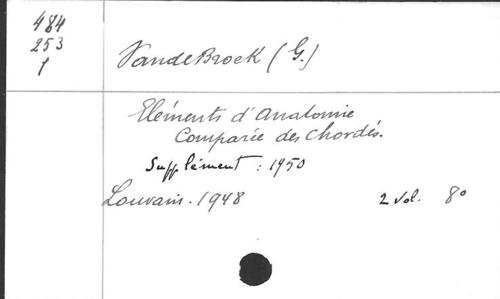 484
253
1
VandeBroek (G.)
Eléments d'Anatomie
Comparée des Chordés.
Supplément : 1950
Louvain. 1948 2 vol. 8°